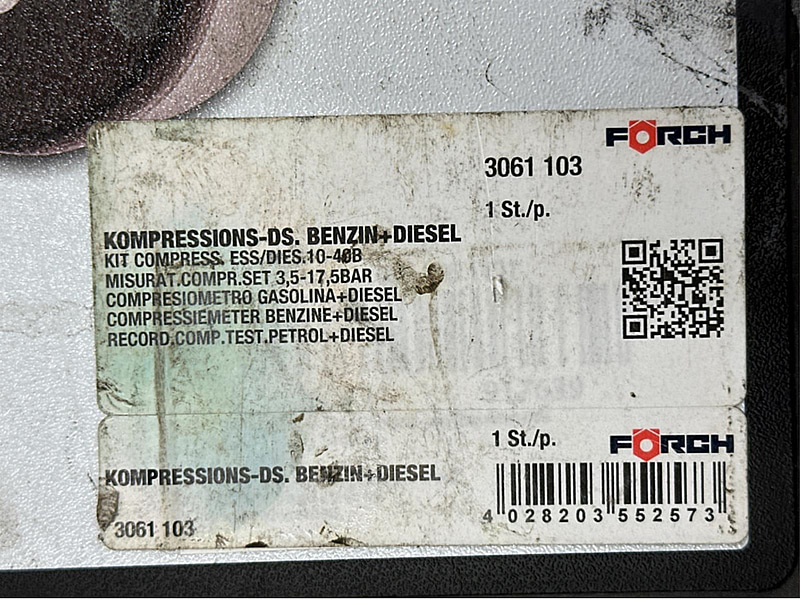 FORCH
3061 103
1 St./p.
KOMPRESSIONS-DS. BENZIN+DIESEL
KIT COMPRESS. ESS/DIES.10-40B
MISURAT.COMPR.SET 3,5-17,5BAR
COMPRESIOMETRO GASOLINA+DIESEL
COMPRESSIEMETER BENZINE+DIESEL
RECORD.COMP.TEST.PETROL+DIESEL
1 St./p.
FORCH
KOMPRESSIONS-DS. BENZIN+DIESEL
4 028203 552573
3061 103